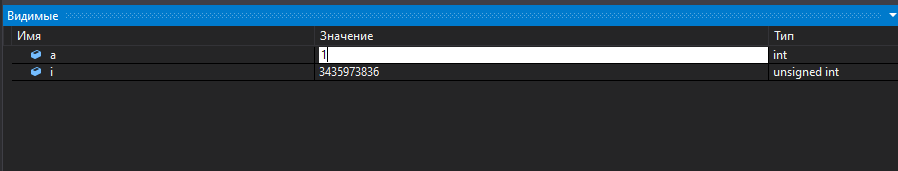 Видимые
Имя Значение Тип
a 1 int
i 3435973836 unsigned int